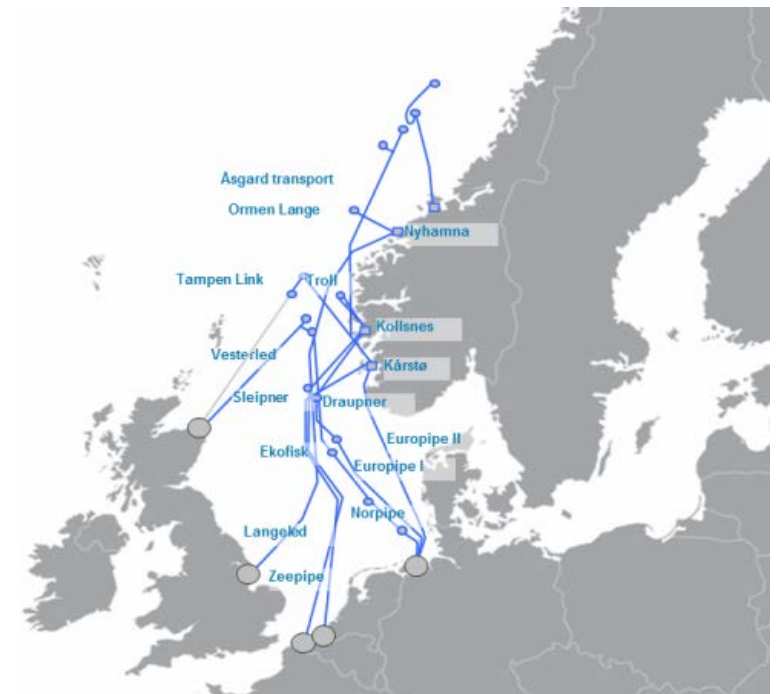 Åsgard transport
Ormen Lange
Nyhamna
Tampen Link
Troll
Kollsnes
Vesterled
Kårstø
Sleipner
Draupner
Europipe II
Ekofisk
Europipe I
Norpipe
Langeled
Zeepipe